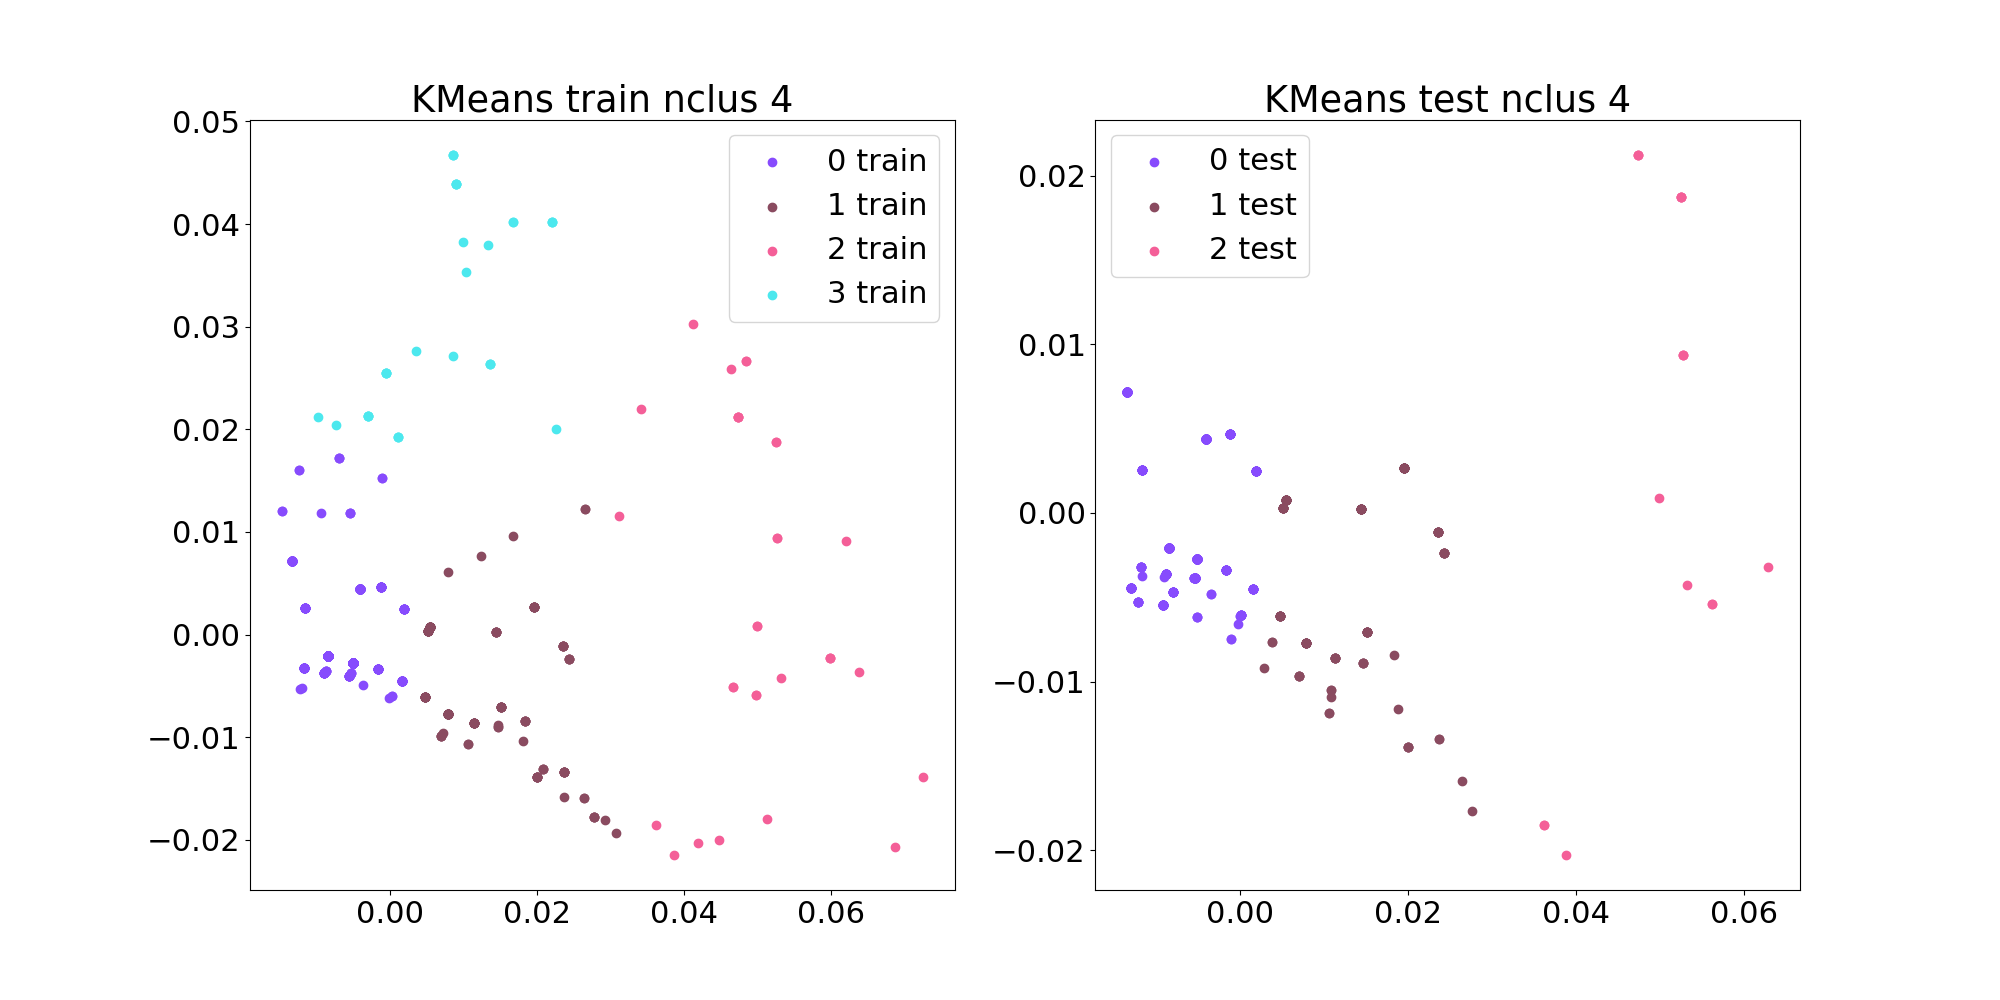 KMeans train nclus 4
0.05
0.04
0.03
0.02
0.01
0.00
−0.01
−0.02
0.00 0.02 0.04 0.06
0 train
1 train
2 train
3 train
KMeans test nclus 4
0.02
0.01
0.00
−0.01
−0.02
0.00 0.02 0.04 0.06
0 test
1 test
2 test